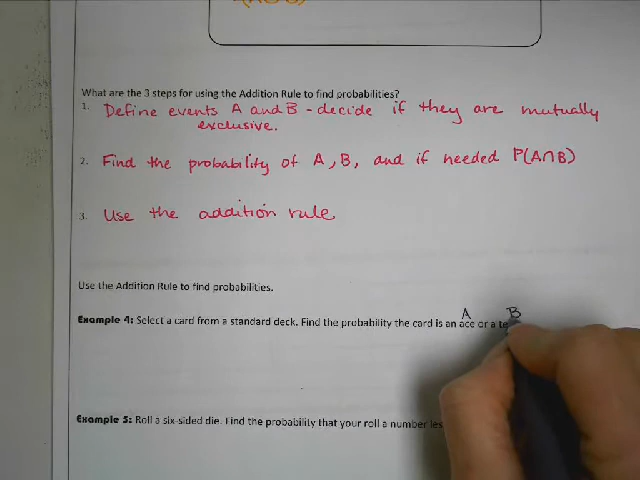 What are the 3 steps for using the Addition Rule to find probabilities?
1. Define events A and B - decide if they are mutually
exclusive.
2. Find the probability of A, B, and if needed P(A∩B)
3. Use the addition rule
Use the Addition Rule to find probabilities.
A B
Example 4: Select a card from a standard deck. Find the probability the card is an ace or a
Example 5: Roll a six-sided die. Find the probability that your roll a number